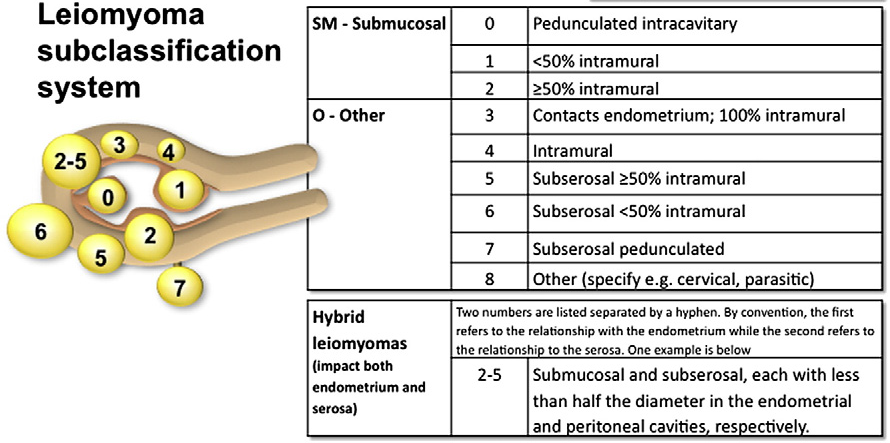 Leiomyoma
subclassification
system
2-5
3
4
0
1
6
5
2
7
SM - Submucosal
0 Pedunculated intracavitary
1 <50% intramural
2 ≥50% intramural
O - Other
3 Contacts endometrium; 100% intramural
4 Intramural
5 Subserosal ≥50% intramural
6 Subserosal <50% intramural
7 Subserosal pedunculated
8 Other (specify e.g. cervical, parasitic)
Hybrid
leiomyomas
(impact both
endometrium and
serosa)
Two numbers are listed separated by a hyphen. By convention, the first
refers to the relationship with the endometrium while the second refers to
the relationship to the serosa. One example is below
2-5 Submucosal and subserosal, each with less
than half the diameter in the endometrial
and peritoneal cavities, respectively.